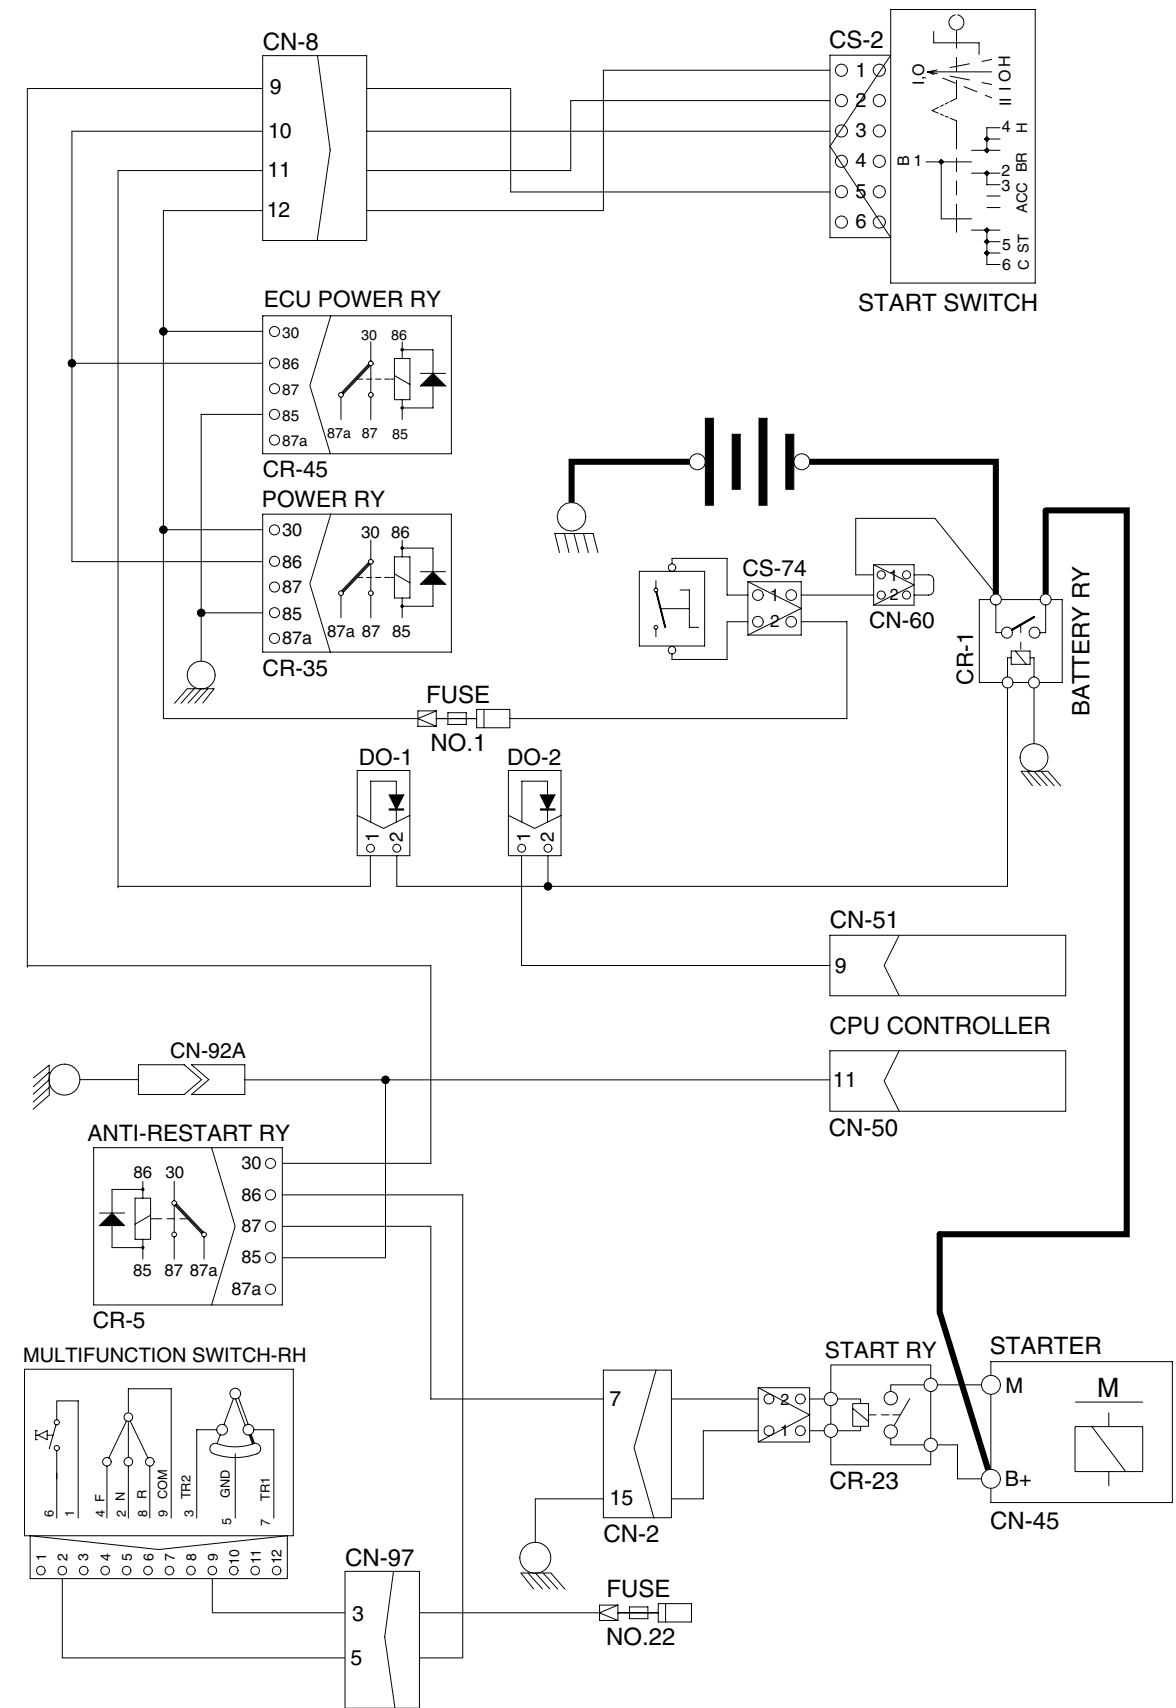 CN-8
9
10
11
12
CS-2
1
2
3
4
5
6
I,O
H O I II
B 1
4 H
BR
2
3 ACC
5 ST
6 C
START SWITCH
ECU POWER RY
30
86
87
85
87a
30 86
87a 87 85
CR-45
POWER RY
30
86
87
85
87a
30 86
87a 87 85
CR-35
CS-74
1
2
1
2
CN-60
CR-1
BATTERY RY
FUSE
NO.1
DO-1
1 2
DO-2
1 2
CN-51
9
CPU CONTROLLER
11
CN-50
CN-92A
ANTI-RESTART RY
86 30
85 87 87a
30
86
87
85
87a
CR-5
MULTIFUNCTION SWITCH-RH
6
1
4 F
2 N
8 R
9 COM
3 TR2
5 GND
7 TR1
1 2 3 4 5 6 7 8 9 10 11 12
CN-97
3
5
FUSE
NO.22
7
15
CN-2
2
1
START RY
CR-23
STARTER
M
M
B+
CN-45